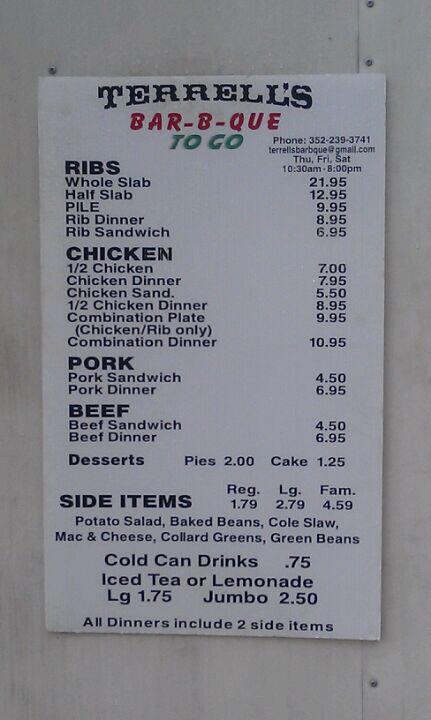 TERRELL'S
BAR-B-QUE
TO GO
Phone: 352-239-3741
terrellsbarbque@gmail.com
Thu, Fri, Sat
10:30am-8:00pm
RIBS
Whole Slab 21.95
Half Slab 12.95
PILE 9.95
Rib Dinner 8.95
Rib Sandwich 6.95
CHICKEN
1/2 Chicken 7.00
Chicken Dinner 7.95
Chicken Sand. 5.50
1/2 Chicken Dinner 8.95
Combination Plate 9.95
(Chicken/Rib only)
Combination Dinner 10.95
PORK
Pork Sandwich 4.50
Pork Dinner 6.95
BEEF
Beef Sandwich 4.50
Beef Dinner 6.95
Desserts Pies 2.00 Cake 1.25
Reg. Lg. Fam.
SIDE ITEMS 1.79 2.79 4.59
Potato Salad, Baked Beans, Cole Slaw,
Mac & Cheese, Collard Greens, Green Beans
Cold Can Drinks .75
Iced Tea or Lemonade
Lg 1.75 Jumbo 2.50
All Dinners include 2 side items